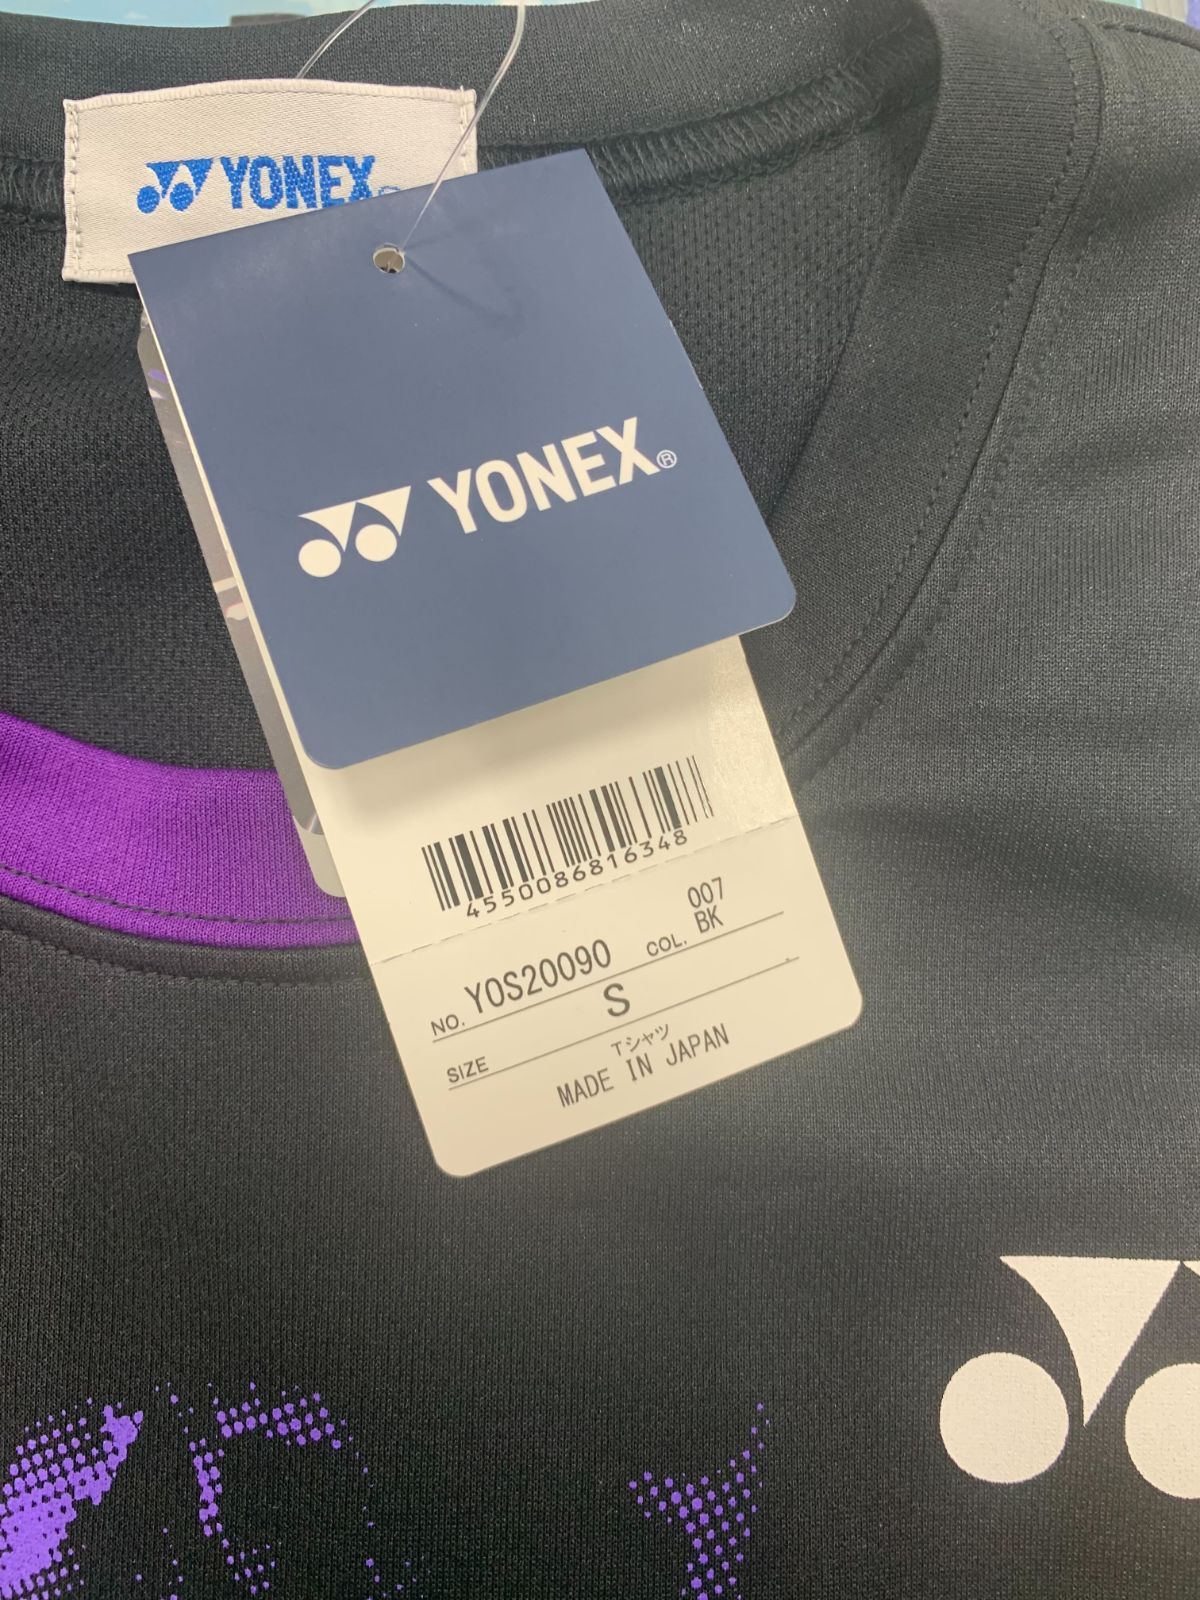 YONEX
YONEX®
4550086816348
NO. YOS20090 COL. 007 BK
SIZE S
Tシャツ
MADE IN JAPAN